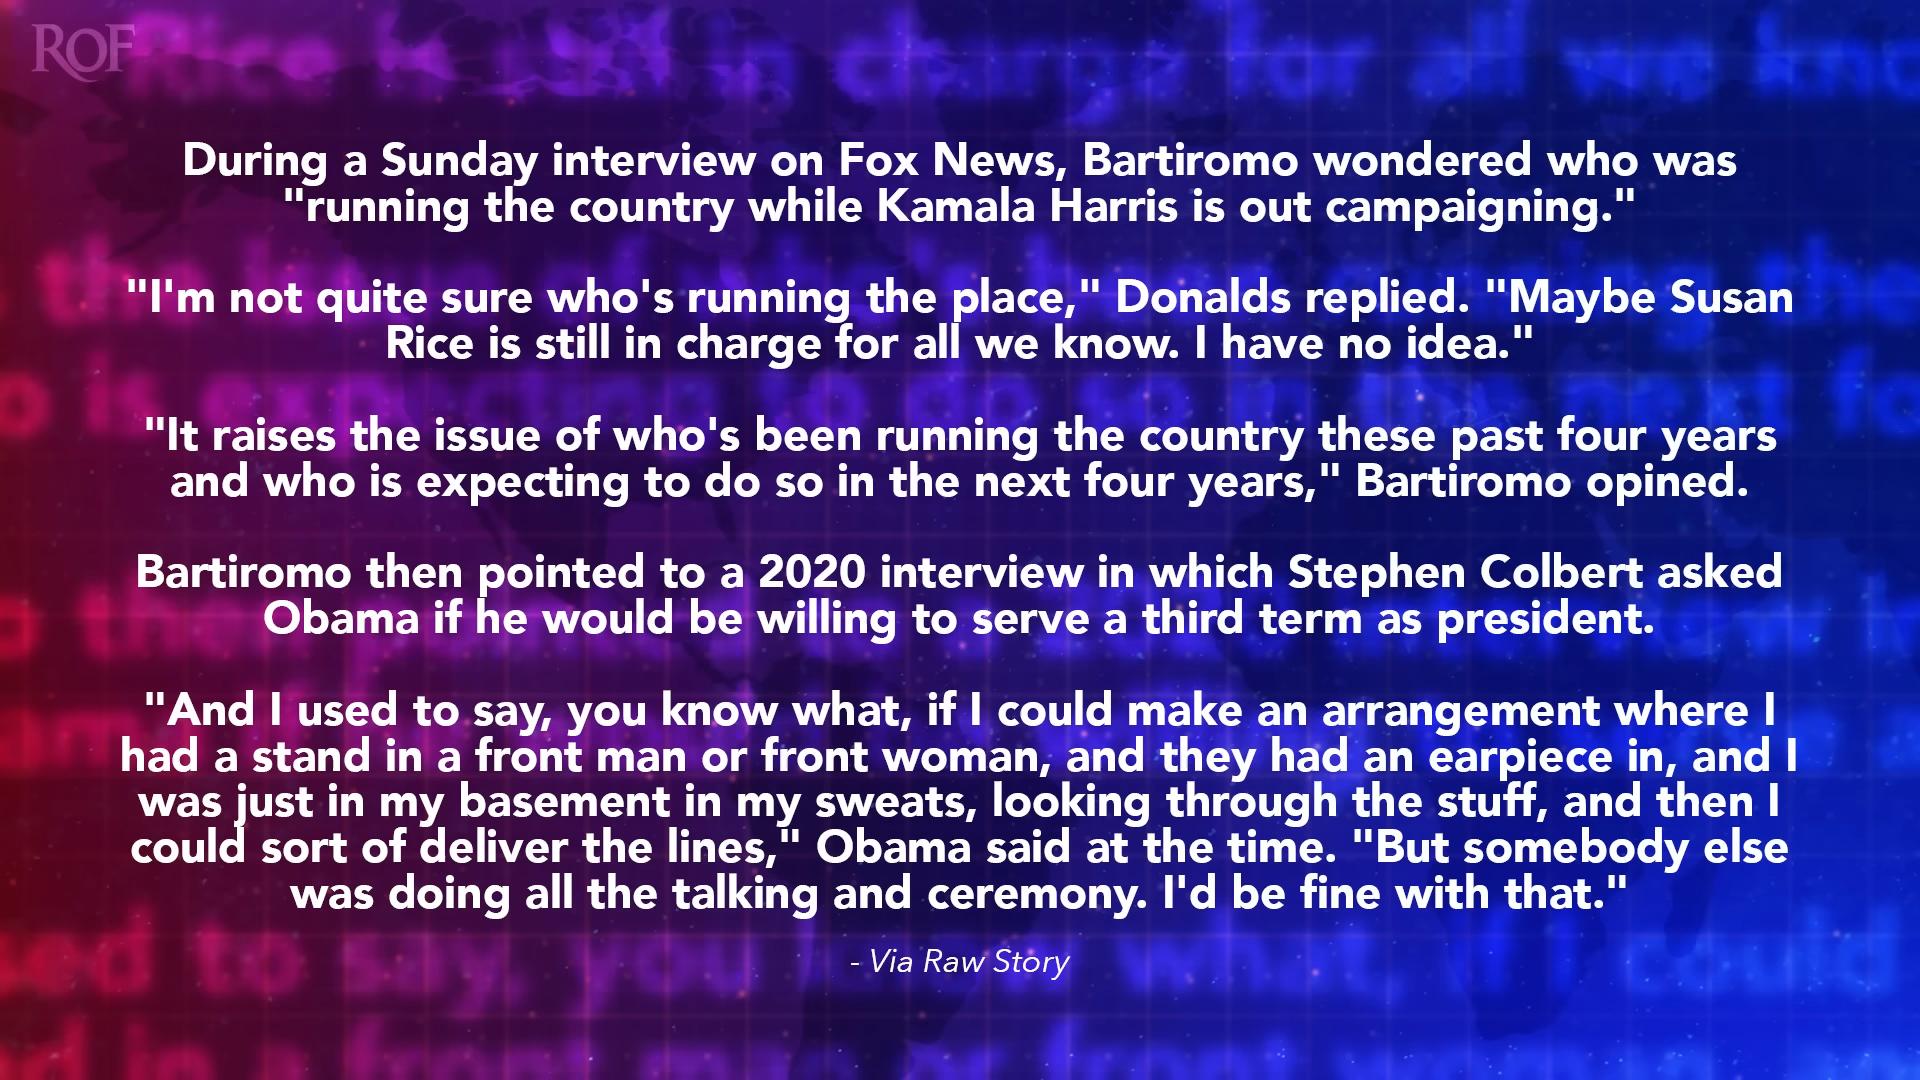 ROF
During a Sunday interview on Fox News, Bartiromo wondered who was
"running the country while Kamala Harris is out campaigning."
"I'm not quite sure who's running the place," Donalds replied. "Maybe Susan
Rice is still in charge for all we know. I have no idea."
"It raises the issue of who's been running the country these past four years
and who is expecting to do so in the next four years," Bartiromo opined.
Bartiromo then pointed to a 2020 interview in which Stephen Colbert asked
Obama if he would be willing to serve a third term as president.
"And I used to say, you know what, if I could make an arrangement where I
had a stand in a front man or front woman, and they had an earpiece in, and I
was just in my basement in my sweats, looking through the stuff, and then I
could sort of deliver the lines," Obama said at the time. "But somebody else
was doing all the talking and ceremony. I'd be fine with that."
- Via Raw Story